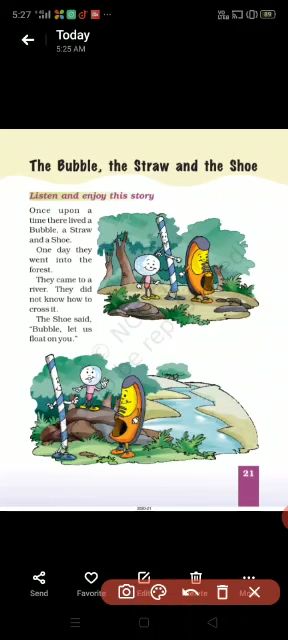 5:27
89
Today
5:25 AM
The Bubble, the Straw and the Shoe
Listen and enjoy this story
Once upon a
time there lived a
Bubble, a Straw
and a Shoe.
One day they
went into the
forest.
They came to a
river. They did
not know how to
cross it.
The Shoe said,
"Bubble, let us
float on you."
21
2020-21
Send
Favorite